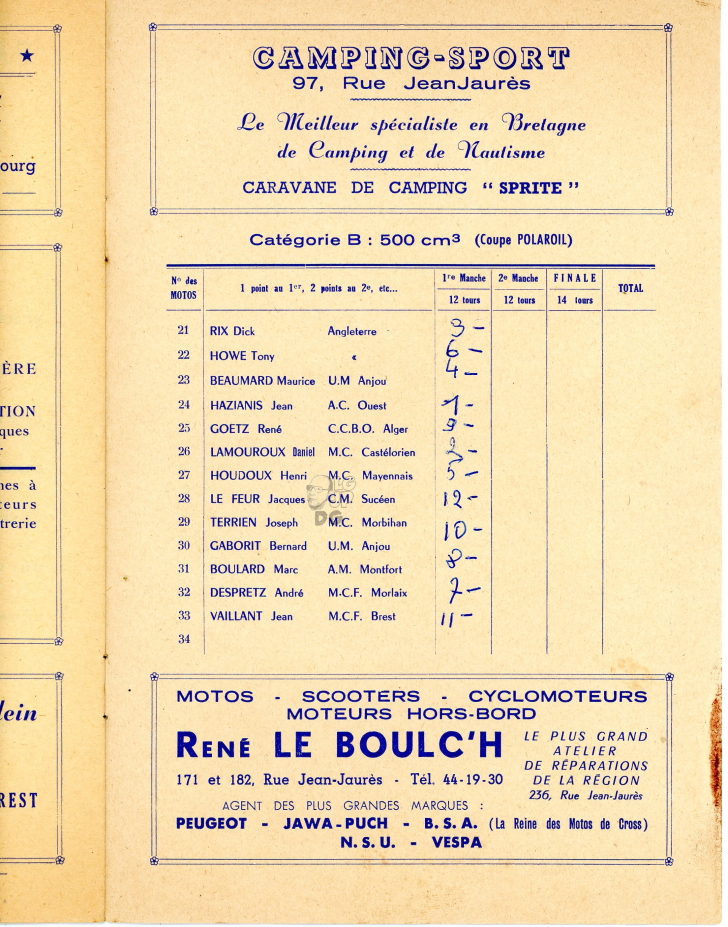 ★
ourg
ÈRE
TION
ques
nes à
teurs
trerie
lein
REST
CAMPING-SPORT
97, Rue JeanJaurès
Le Meilleur spécialiste en Bretagne
de Camping et de Nautisme
CARAVANE DE CAMPING “ SPRITE ”
Catégorie B : 500 cm³ (Coupe POLAROIL)
Nº des MOTOS 1 point au 1er, 2 points au 2e, etc... 1re Manche 2e Manche FINALE TOTAL
12 tours 12 tours 14 tours
21 RIX Dick Angleterre 3 -
22 HOWE Tony « 6 -
23 BEAUMARD Maurice U.M Anjou 4 -
24 HAZIANIS Jean A.C. Ouest 1 -
25 GOETZ René C.C.B.O. Alger 9 -
26 LAMOUROUX Daniel M.C. Castélorien 2 -
27 HOUDOUX Henri M.C. Mayennais 5 -
28 LE FEUR Jacques C.M. Sucéen 12 -
29 TERRIEN Joseph M.C. Morbihan 10 -
30 GABORIT Bernard U.M. Anjou 8 -
31 BOULARD Marc A.M. Montfort
32 DESPRETZ André M.C.F. Morlaix 7 -
33 VAILLANT Jean M.C.F. Brest 11 -
34
DG
MOTOS - SCOOTERS - CYCLOMOTEURS
MOTEURS HORS-BORD
RENÉ LE BOULC'H
LE PLUS GRAND
ATELIER
DE RÉPARATIONS
DE LA RÉGION
236, Rue Jean-Jaurès
171 et 182, Rue Jean-Jaurès - Tél. 44-19-30
AGENT DES PLUS GRANDES MARQUES :
PEUGEOT - JAWA-PUCH - B.S.A. (La Reine des Motos de Cross)
N.S.U. - VESPA